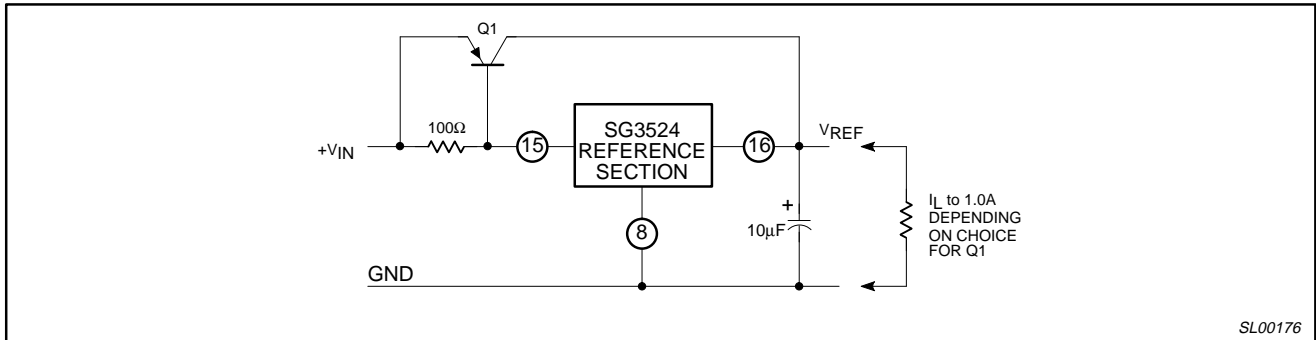 Q1
100Ω
+VIN
15
SG3524
REFERENCE
SECTION
16
VREF
8
+
10μF
IL to 1.0A
DEPENDING
ON CHOICE
FOR Q1
GND
SL00176